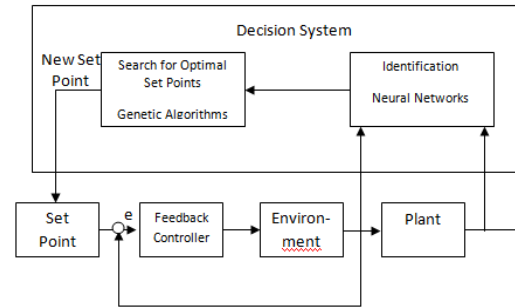 Decision System
New Set
Point
Search for Optimal
Set Points
Genetic Algorithms
Identification
Neural Networks
Set
Point
e
Feedback
Controller
Environ-
ment
Plant